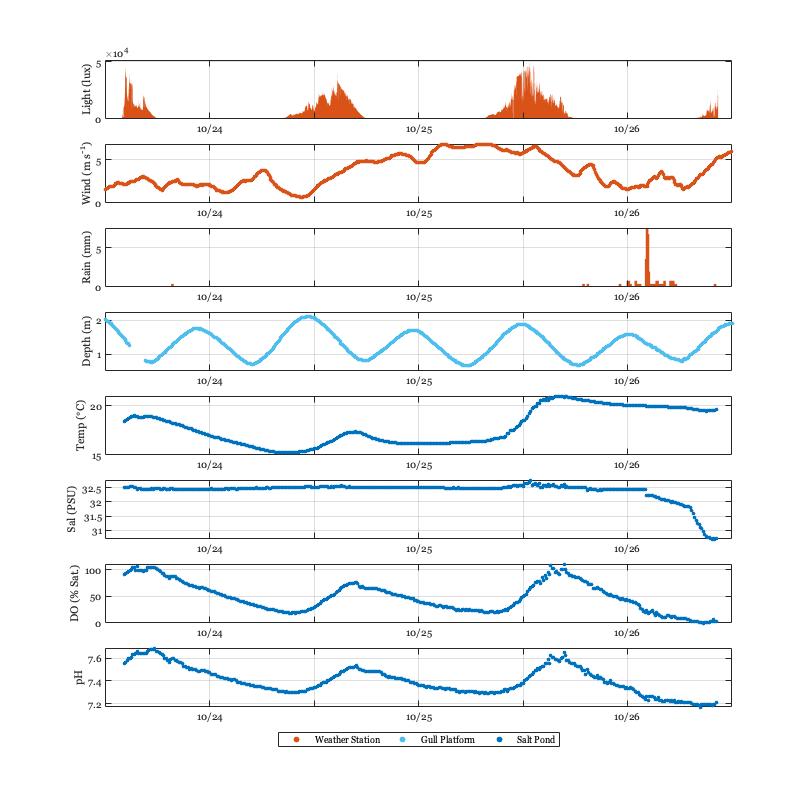 ×10⁴
5
Light (lux)
0
10/24 10/25 10/26
5
Wind (m s⁻¹)
0
10/24 10/25 10/26
5
Rain (mm)
0
10/24 10/25 10/26
2
Depth (m)
1
10/24 10/25 10/26
20
Temp (°C)
15
10/24 10/25 10/26
32.5
32
Sal (PSU)
31.5
31
10/24 10/25 10/26
100
DO (% Sat.)
50
0
10/24 10/25 10/26
7.6
pH
7.4
7.2
10/24 10/25 10/26
Weather Station Gull Platform Salt Pond